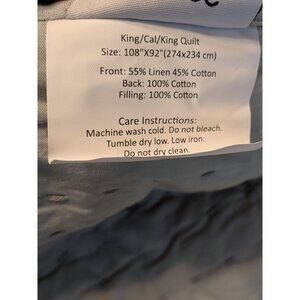 King/Cal/King Quilt
Size: 108"X92"(274x234 cm)
Front: 55% Linen 45% Cotton
Back: 100% Cotton
Filling: 100% Cotton
Care Instructions:
Machine wash cold. Do not bleach.
Tumble dry low. Low iron.
Do not dry clean.